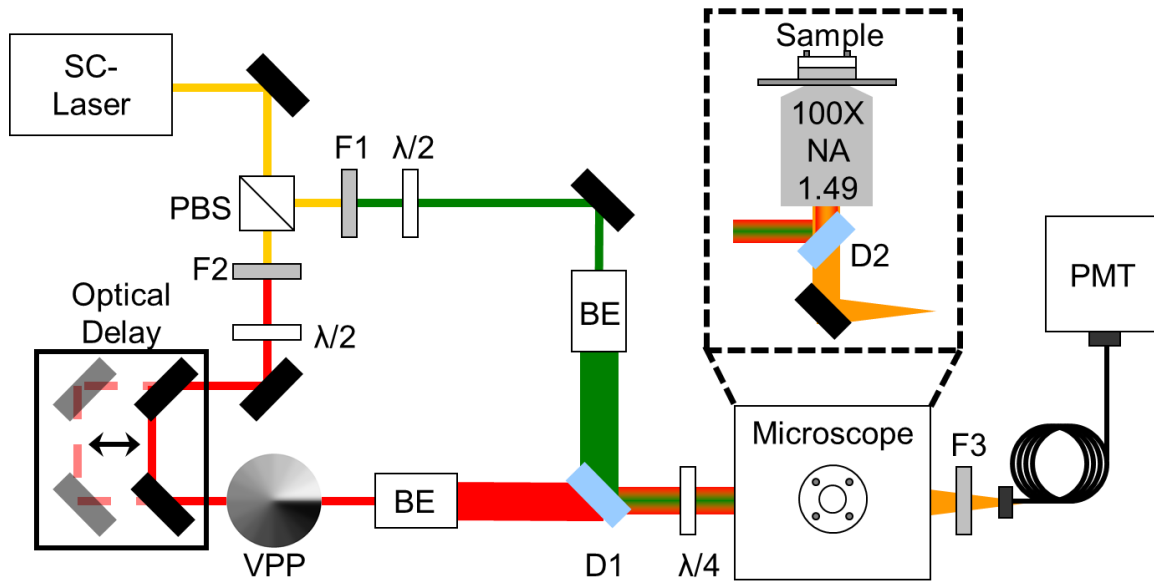 SC-
Laser
PBS
F1
λ/2
F2
λ/2
Optical
Delay
VPP
BE
BE
D1
λ/4
Sample
100X
NA
1.49
D2
Microscope
F3
PMT